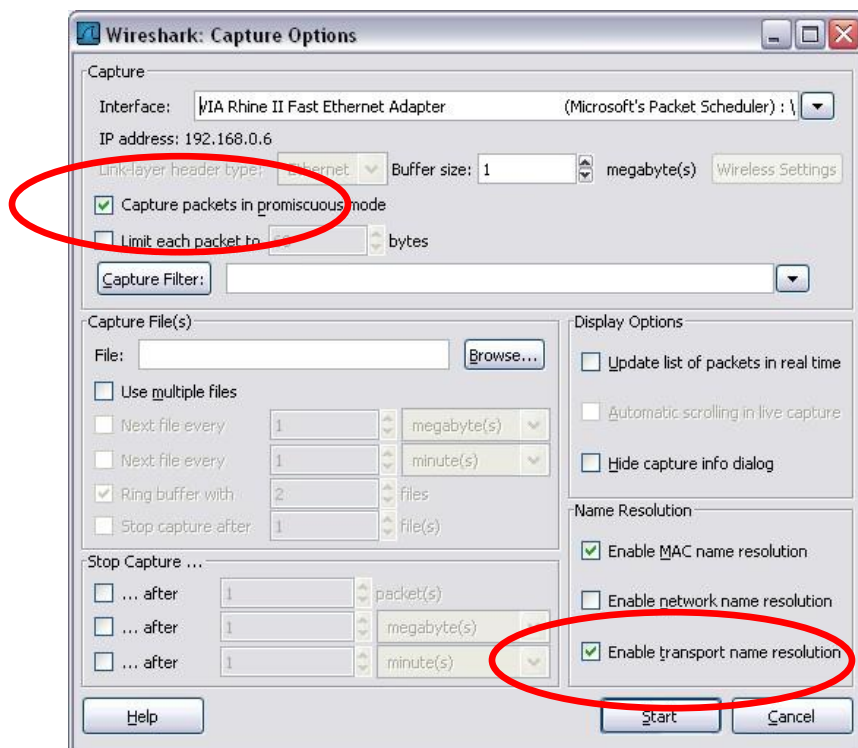 Wireshark: Capture Options
Capture
Interface: VIA Rhine II Fast Ethernet Adapter (Microsoft's Packet Scheduler) : \
IP address: 192.168.0.6
Link-layer header type: Ethernet Buffer size: 1 megabyte(s) Wireless Settings
Capture packets in promiscuous mode
Limit each packet to 68 bytes
Capture Filter:
Capture File(s)
File: Browse...
Use multiple files
Next file every 1 megabyte(s)
Next file every 1 minute(s)
Ring buffer with 2 files
Stop capture after 1 file(s)
Stop Capture ...
... after 1 packet(s)
... after 1 megabyte(s)
... after 1 minute(s)
Display Options
Update list of packets in real time
Automatic scrolling in live capture
Hide capture info dialog
Name Resolution
Enable MAC name resolution
Enable network name resolution
Enable transport name resolution
Help Start Cancel